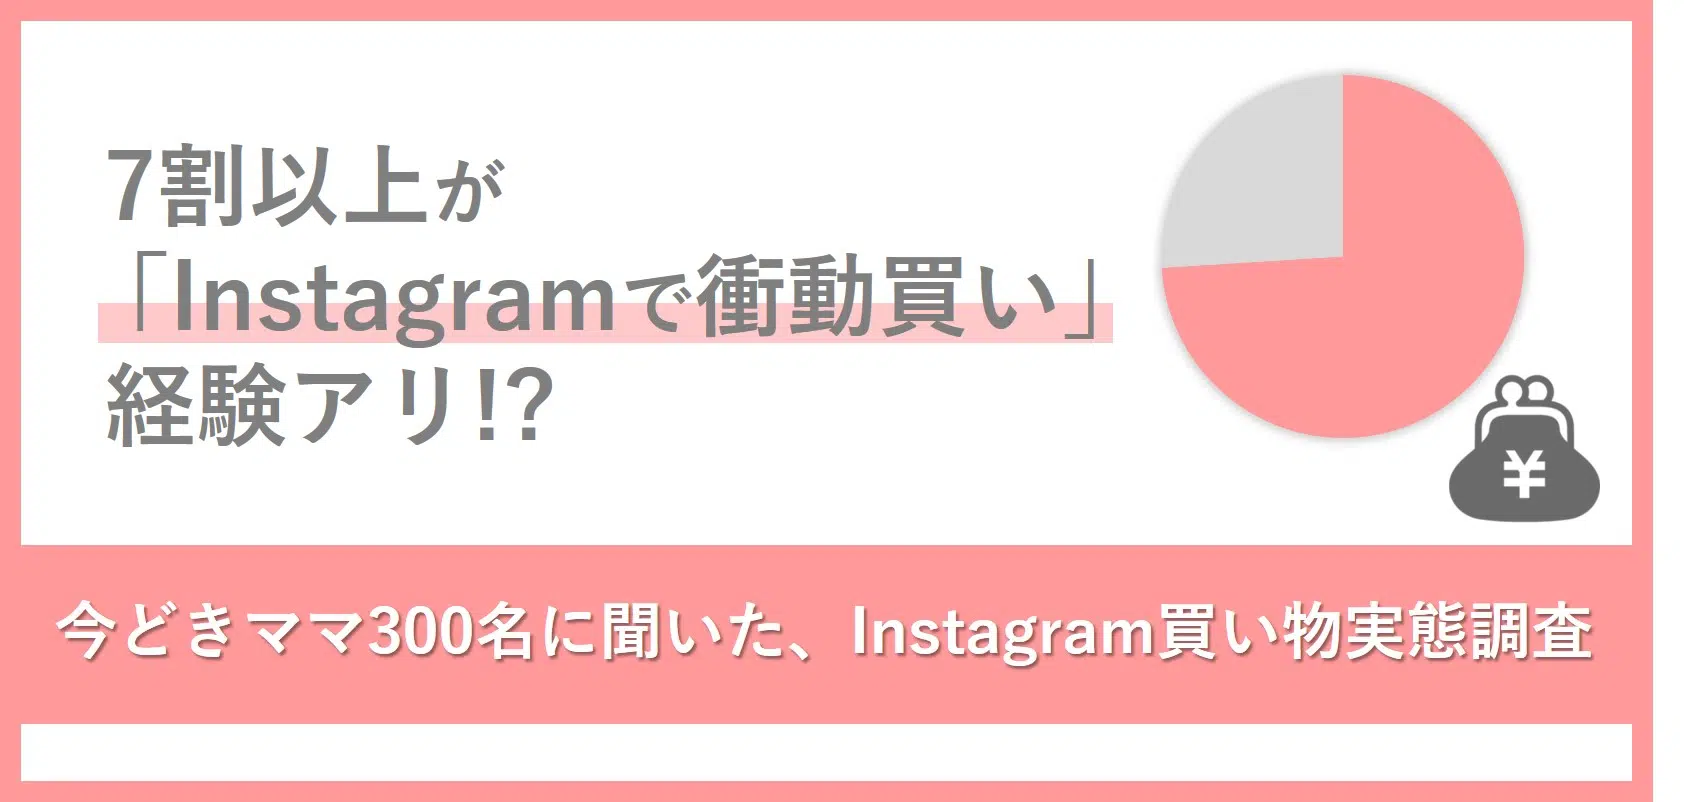 7割以上が
「Instagramで衝動買い」
経験アリ!?
¥
今どきママ300名に聞いた、Instagram買い物実態調査